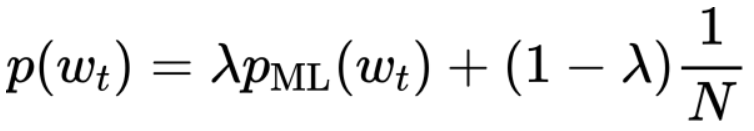 p(w_t) = λp_ML(w_t) + (1 − λ) 1/N